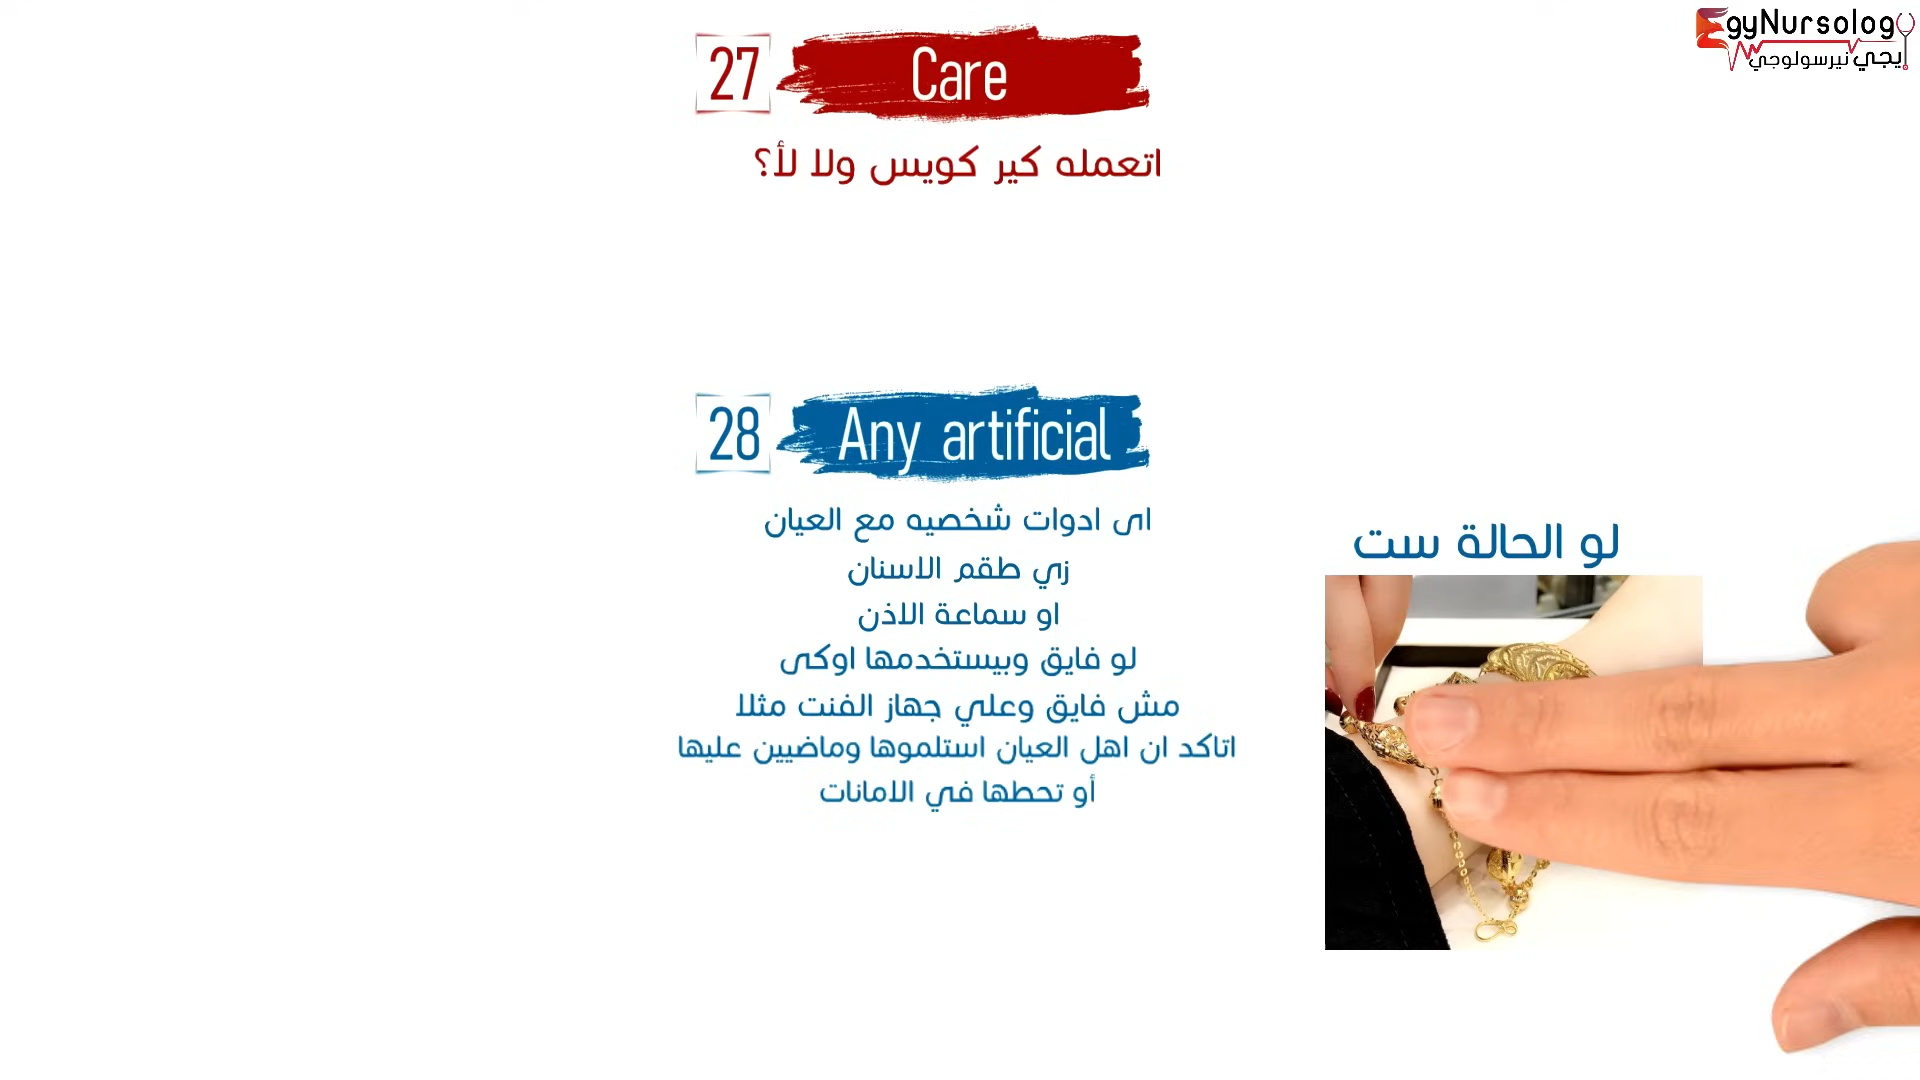 EgyNursology
إيجي نيرسولوجي
27 Care
اتعمله كير كويس ولا لأ؟
28 Any artificial
اى ادوات شخصيه مع العيان
زي طقم الاسنان
او سماعة الاذن
لو فايق وبيستخدمها اوكى
مش فايق وعلي جهاز الفنت مثلا
اتاكد ان اهل العيان استلموها وماضيين عليها
أو تحطها في الامانات
لو الحالة ست